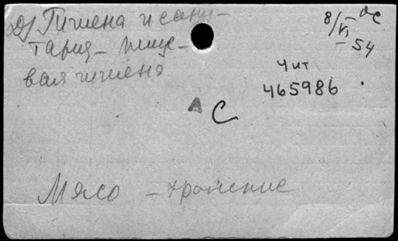 д) Гигиена и сани-
тария - пище-
вая гигиена
8/VI - 54
Чит
465986
А С
Мясо - хранение